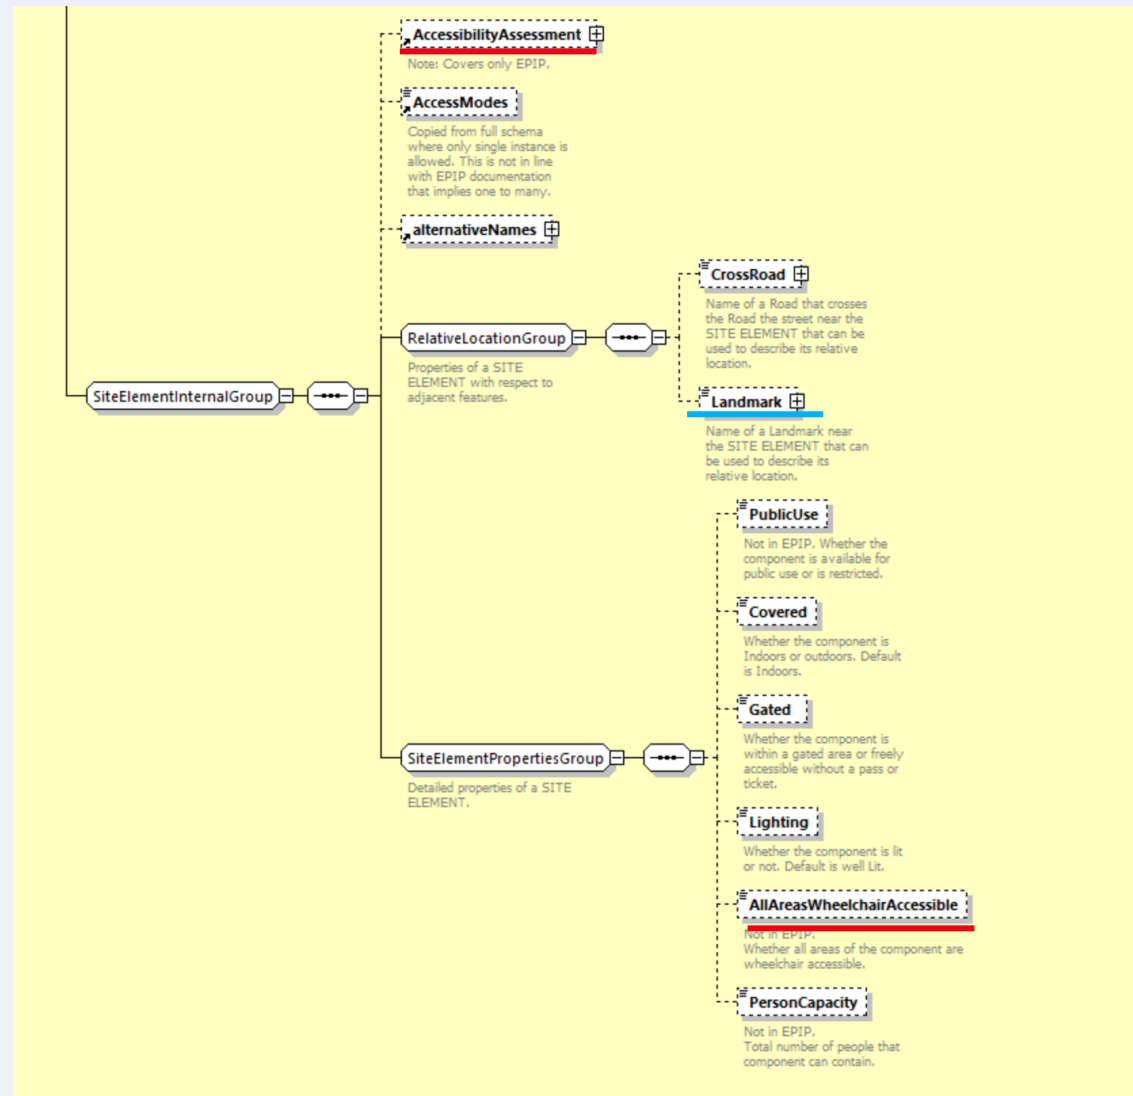 AccessibilityAssessment
Note: Covers only EPIP.
AccessModes
Copied from full schema
where only single instance is
allowed. This is not in line
with EPIP documentation
that implies one to many.
alternativeNames
CrossRoad
Name of a Road that crosses
the Road the street near the
SITE ELEMENT that can be
used to describe its relative
location.
RelativeLocationGroup
Properties of a SITE
ELEMENT with respect to
adjacent features.
SiteElementInternalGroup
Landmark
Name of a Landmark near
the SITE ELEMENT that can
be used to describe its
relative location.
PublicUse
Not in EPIP. Whether the
component is available for
public use or is restricted.
Covered
Whether the component is
Indoors or outdoors. Default
is Indoors.
Gated
Whether the component is
within a gated area or freely
accessible without a pass or
ticket.
SiteElementPropertiesGroup
Detailed properties of a SITE
ELEMENT.
Lighting
Whether the component is lit
or not. Default is well Lit.
AllAreasWheelchairAccessible
Not in EPIP.
Whether all areas of the component are
wheelchair accessible.
PersonCapacity
Not in EPIP.
Total number of people that
component can contain.